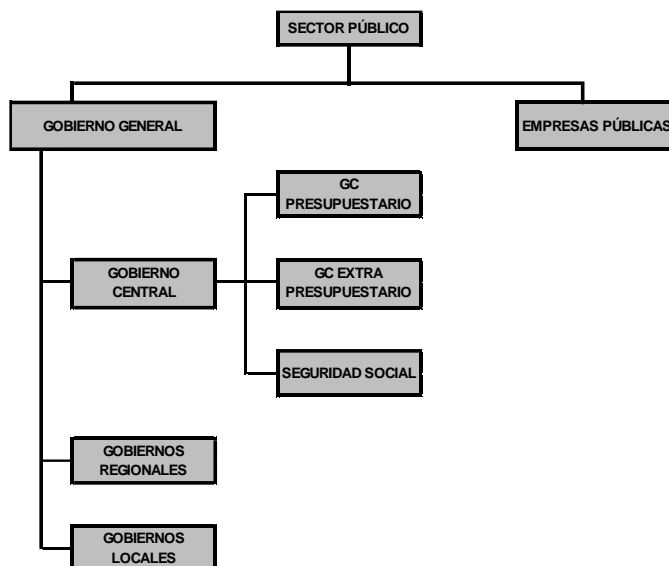 SECTOR PÚBLICO
GOBIERNO GENERAL
EMPRESAS PÚBLICAS
GC
PRESUPUESTARIO
GOBIERNO
CENTRAL
GC EXTRA
PRESUPUESTARIO
SEGURIDAD SOCIAL
GOBIERNOS
REGIONALES
GOBIERNOS
LOCALES